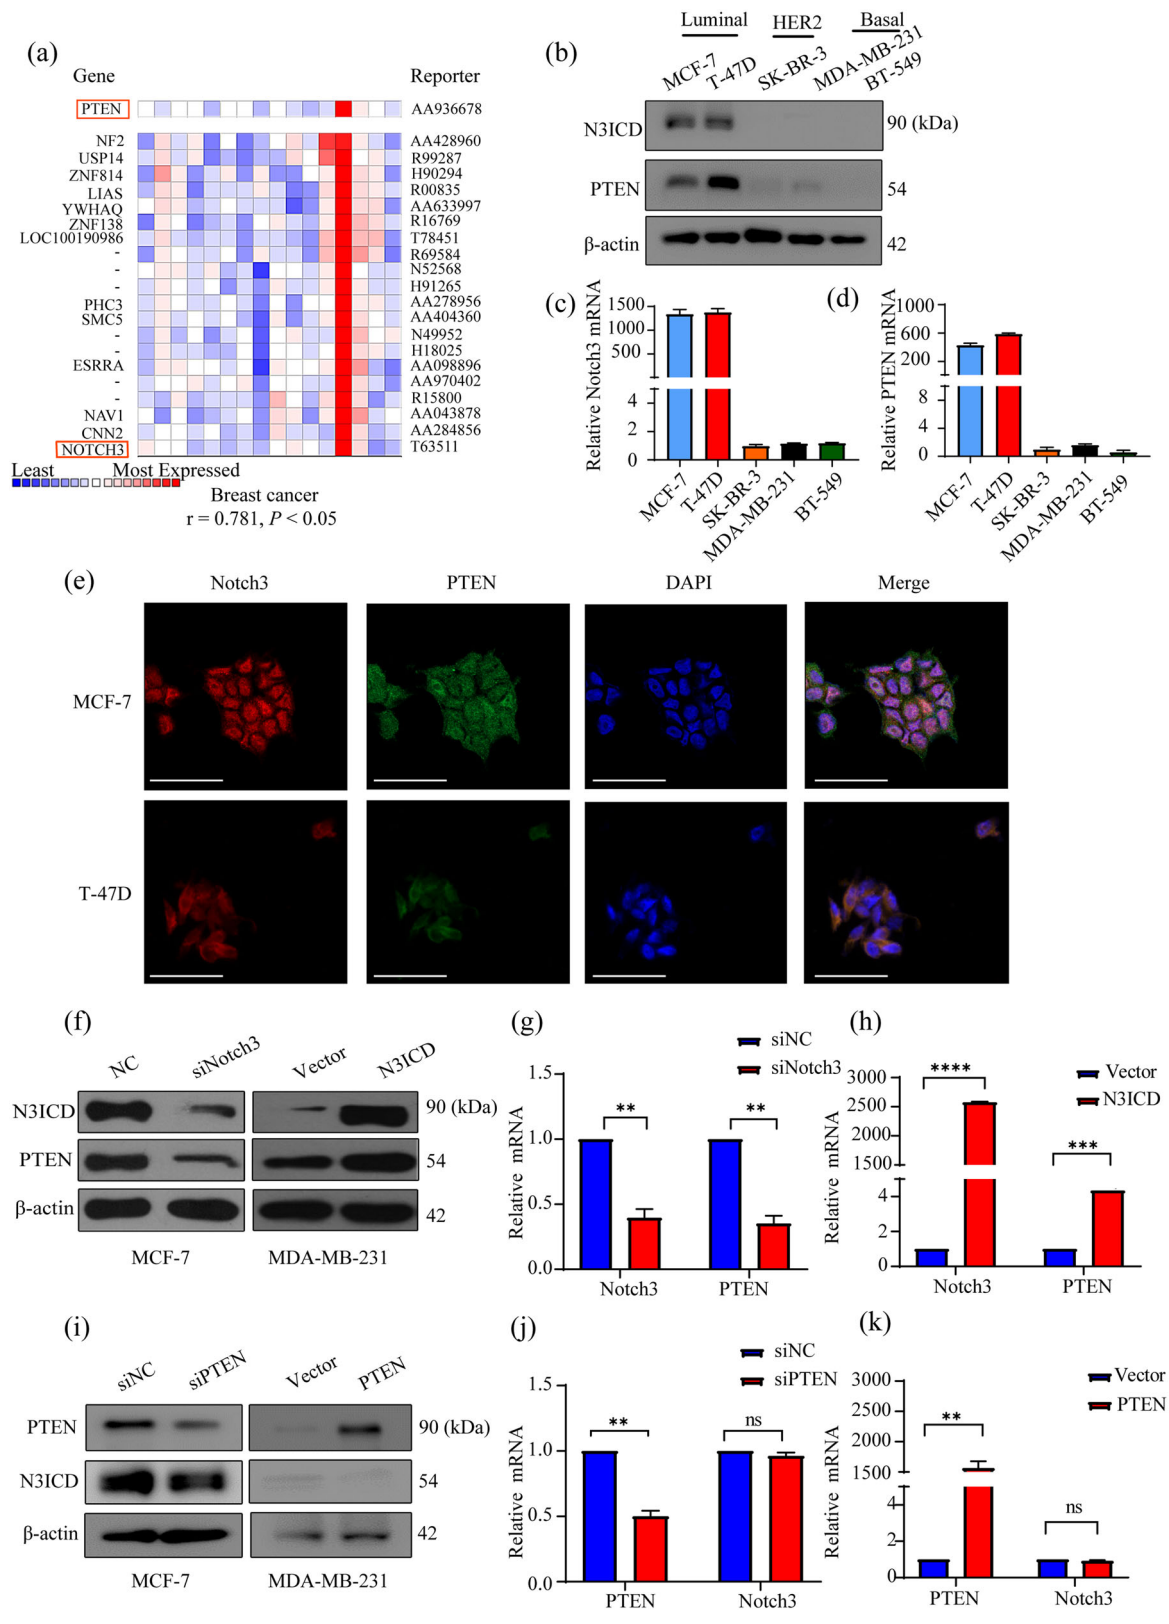 (a)
Gene
Reporter
PTEN
AA936678
NF2
AA428960
USP14
R99287
ZNF814
H90294
LIAS
R00835
YWHAQ
AA633997
ZNF138
R16769
LOC100190986
T78451
-
R69584
-
N52568
-
H91265
PHC3
AA278956
SMC5
AA404360
-
N49952
-
H18025
ESRRA
AA098896
-
AA970402
-
R15800
NAV1
AA043878
CNN2
AA284856
NOTCH3
T63511
Least
Most Expressed
Breast cancer
r = 0.781, P < 0.05
(b)
Luminal
HER2
Basal
MCF-7
T-47D
SK-BR-3
MDA-MB-231
BT-549
N3ICD
90 (kDa)
PTEN
54
β-actin
42
(c)
Relative Notch3 mRNA
1500
1000
500
4
2
0
MCF-7
T-47D
SK-BR-3
MDA-MB-231
BT-549
(d)
Relative PTEN mRNA
1000
600
200
8
4
0
MCF-7
T-47D
SK-BR-3
MDA-MB-231
BT-549
(e)
Notch3
PTEN
DAPI
Merge
MCF-7
T-47D
(f)
NC
siNotch3
Vector
N3ICD
N3ICD
90 (kDa)
PTEN
54
β-actin
42
MCF-7
MDA-MB-231
(g)
siNC
siNotch3
Relative mRNA
1.5
1.0
0.5
0.0
**
**
Notch3
PTEN
(h)
Vector
N3ICD
Relative mRNA
3000
2500
2000
1500
4
2
0
****
***
Notch3
PTEN
(i)
siNC
siPTEN
Vector
PTEN
PTEN
90 (kDa)
N3ICD
54
β-actin
42
MCF-7
MDA-MB-231
(j)
siNC
siPTEN
Relative mRNA
1.5
1.0
0.5
0.0
**
ns
PTEN
Notch3
(k)
Vector
PTEN
Relative mRNA
3000
2500
2000
1500
4
2
0
**
ns
PTEN
Notch3